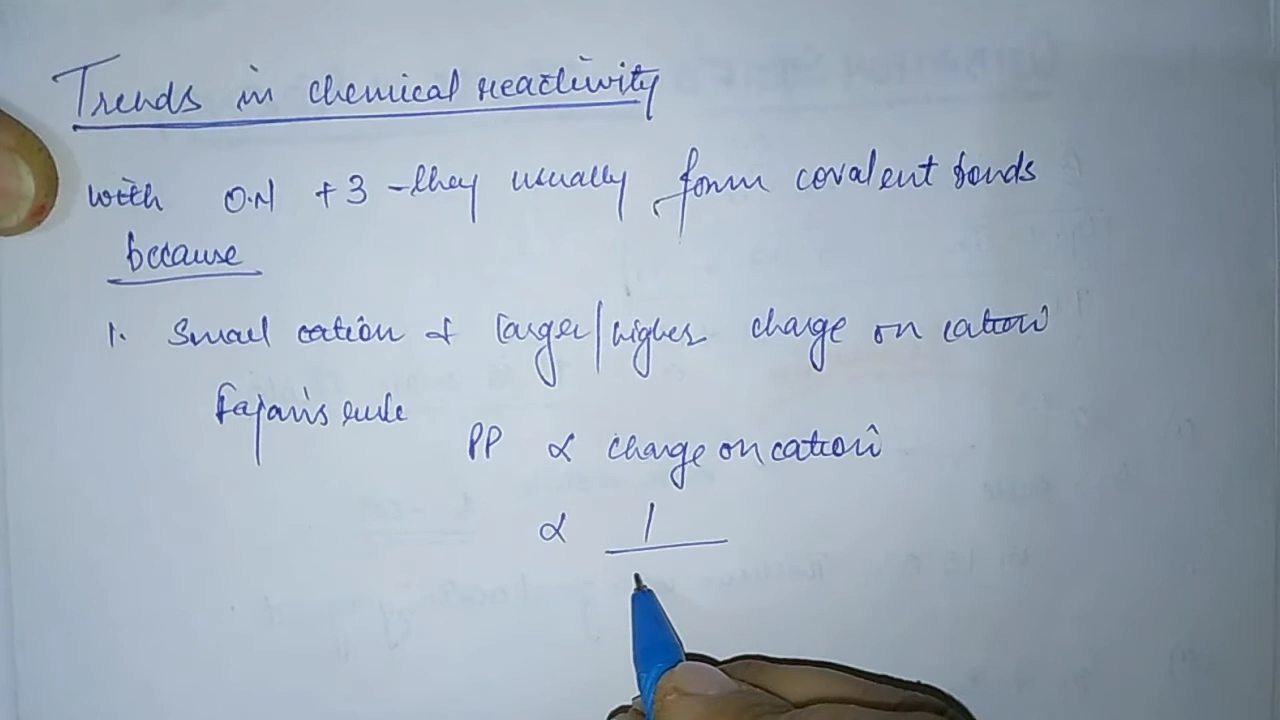 Trends in chemical reactivity
with O.N +3 they usually form covalent bonds
because
1. Small cation & larger/higher charge on cation
Fajan's rule
PP ∝ charge on cation
∝ 1